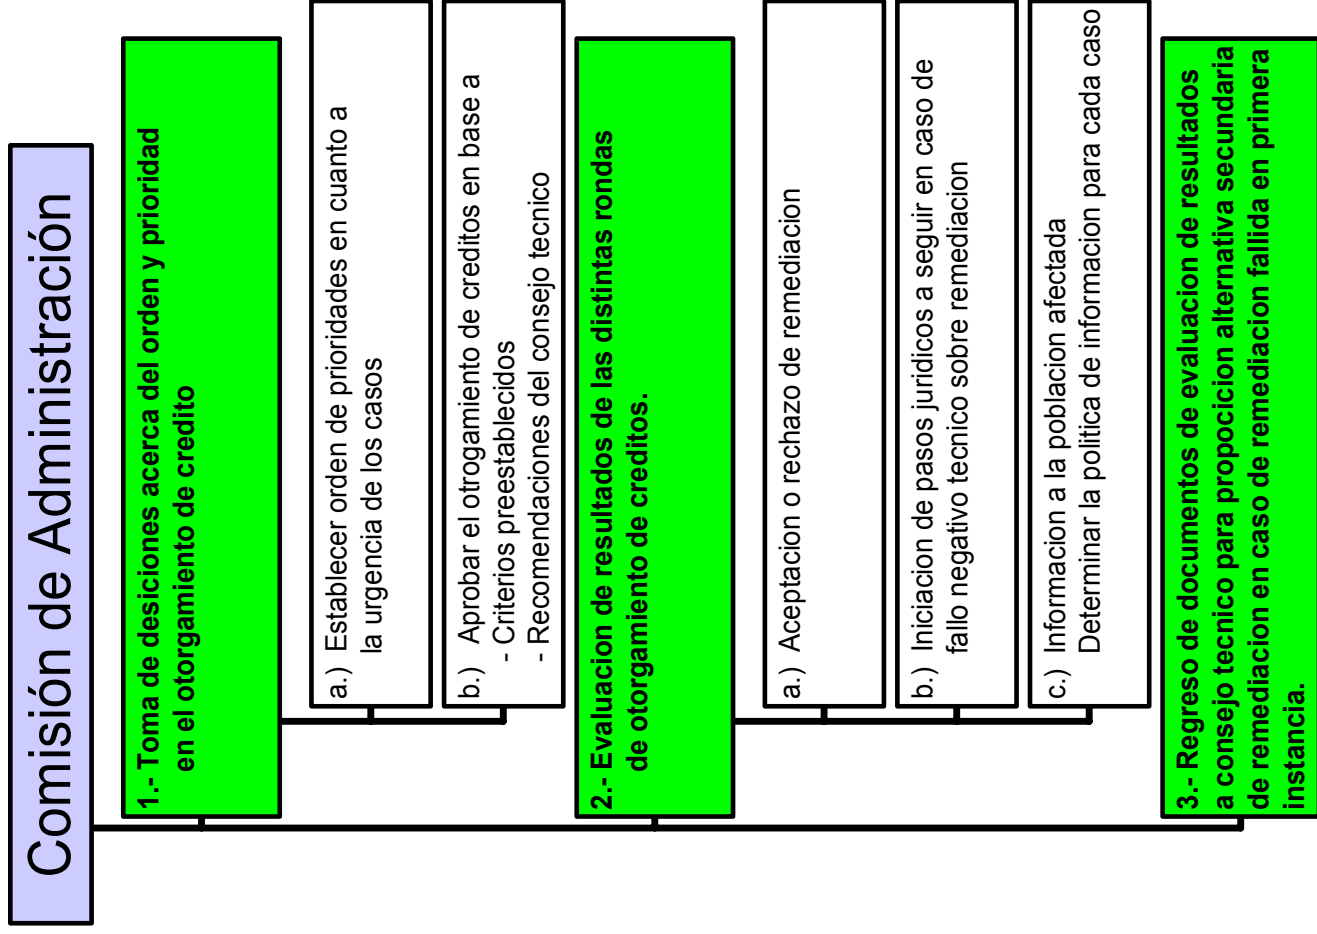 Comisión de Administración
1.- Toma de desiciones acerca del orden y prioridad
en el otorgamiento de credito
a.) Establecer orden de prioridades en cuanto a
la urgencia de los casos
b.) Aprobar el otrogamiento de creditos en base a
- Criterios preestablecidos
- Recomendaciones del consejo tecnico
2.- Evaluacion de resultados de las distintas rondas
de otorgamiento de creditos.
a.) Aceptacion o rechazo de remediacion
b.) Iniciacion de pasos juridicos a seguir en caso de
fallo negativo tecnico sobre remediacion
c.) Informacion a la poblacion afectada
Determinar la politica de informacion para cada caso
3.- Regreso de documentos de evaluacion de resultados
a consejo tecnico para propocicion alternativa secundaria
de remediacion en caso de remediacion fallida en primera
instancia.